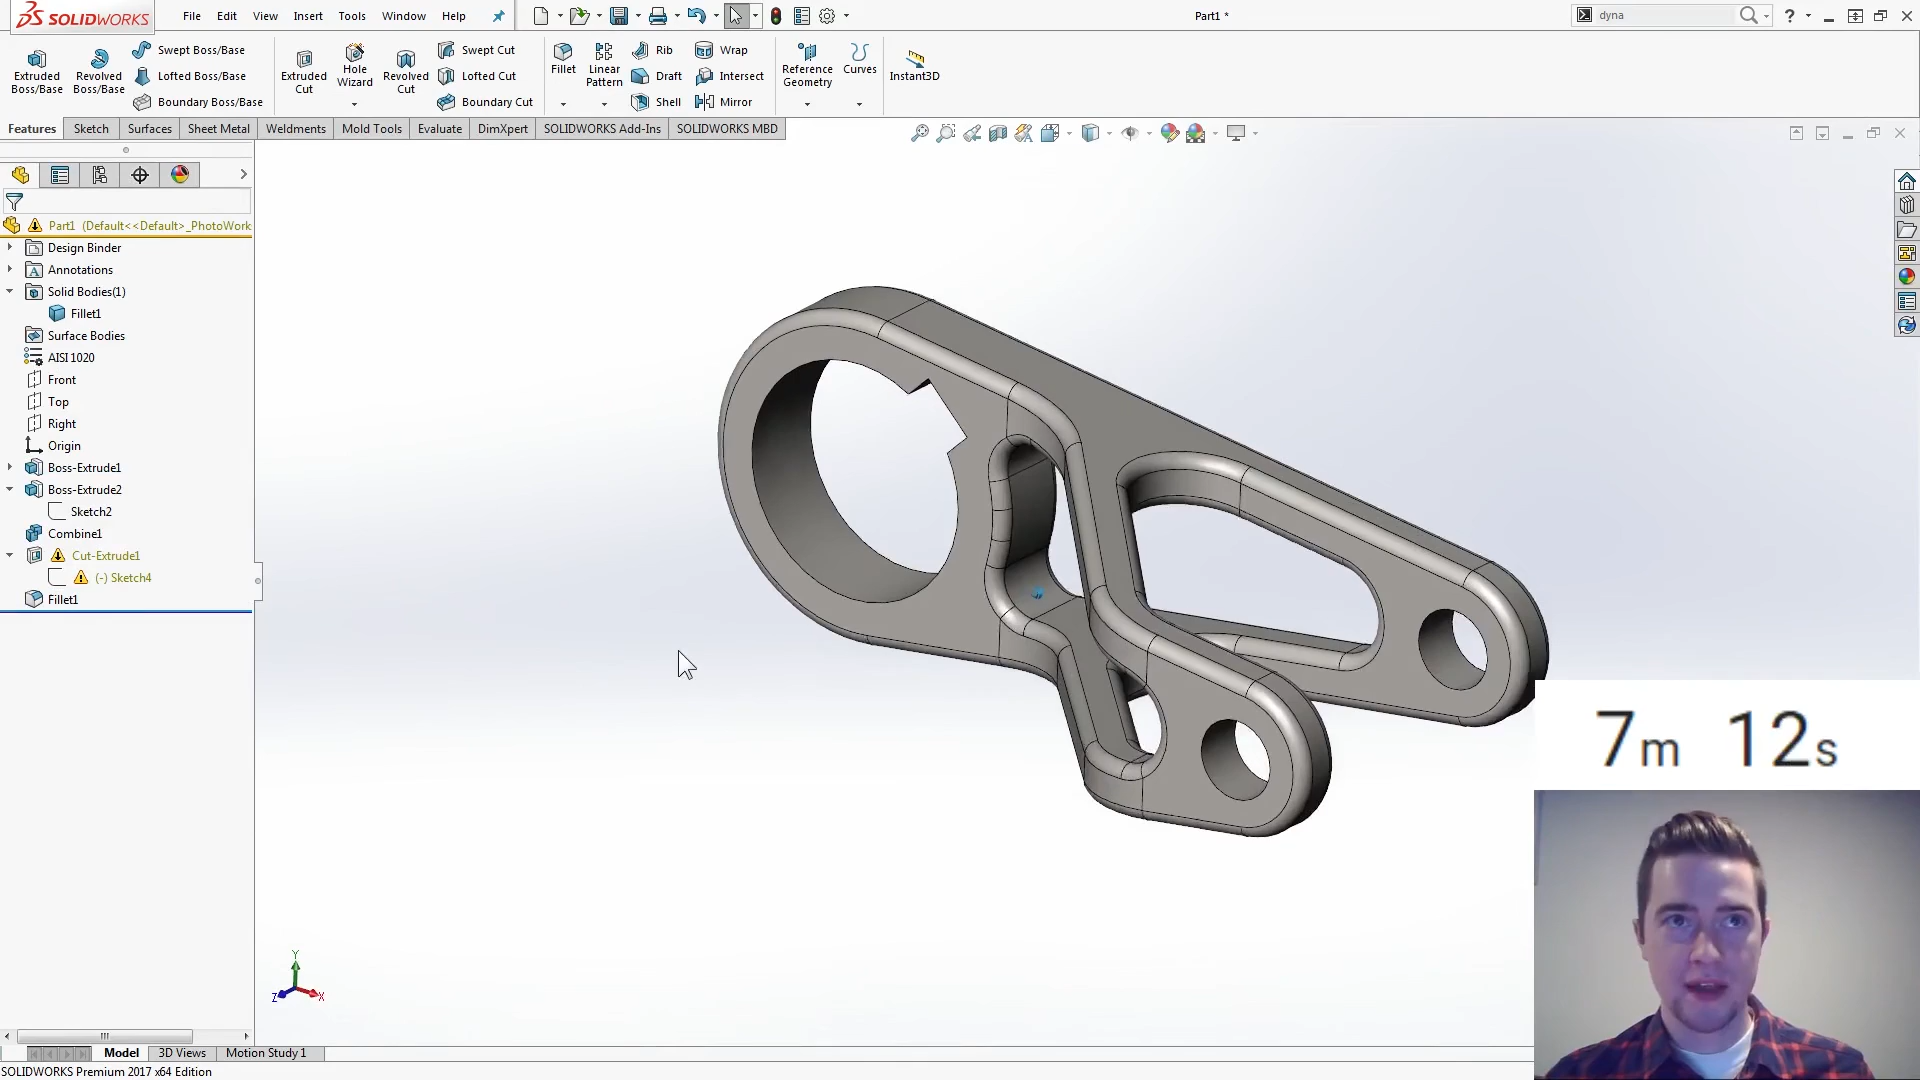 SOLIDWORKS
File Edit View Insert Tools Window Help
Part1 *
dyna
Extruded Boss/Base
Revolved Boss/Base
Swept Boss/Base
Lofted Boss/Base
Boundary Boss/Base
Extruded Cut
Hole Wizard
Revolved Cut
Swept Cut
Lofted Cut
Boundary Cut
Fillet
Linear Pattern
Rib
Draft
Shell
Wrap
Intersect
Mirror
Reference Geometry
Curves
Instant3D
Features Sketch Surfaces Sheet Metal Weldments Mold Tools Evaluate DimXpert SOLIDWORKS Add-Ins SOLIDWORKS MBD
Part1 (Default<<Default>_PhotoWork
Design Binder
Annotations
Solid Bodies(1)
Fillet1
Surface Bodies
AISI 1020
Front
Top
Right
Origin
Boss-Extrude1
Boss-Extrude2
Sketch2
Combine1
Cut-Extrude1
(-) Sketch4
Fillet1
7m 12s
Y
Z
X
Model 3D Views Motion Study 1
SOLIDWORKS Premium 2017 x64 Edition